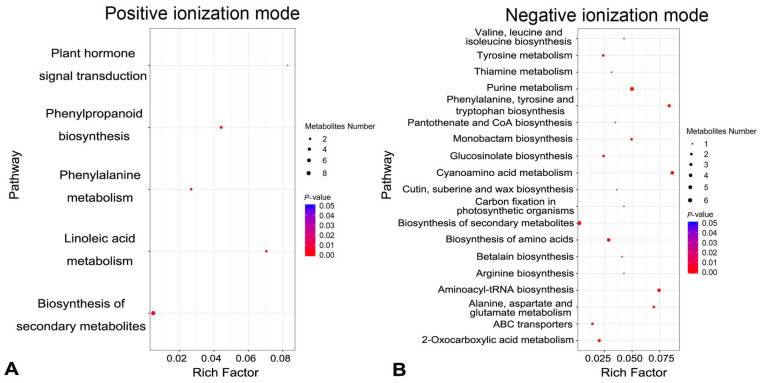 Positive ionization mode
Pathway
Plant hormone
signal transduction
Phenylpropanoid
biosynthesis
Phenylalanine
metabolism
Linoleic acid
metabolism
Biosynthesis of
secondary metabolites
0.02 0.04 0.06 0.08
Rich Factor
Metabolites Number
2
4
6
8
P-value
0.05
0.04
0.03
0.02
0.01
0.00
A
Negative ionization mode
Pathway
Valine, leucine and
isoleucine biosynthesis
Tyrosine metabolism
Thiamine metabolism
Purine metabolism
Phenylalanine, tyrosine and
tryptophan biosynthesis
Pantothenate and CoA biosynthesis
Monobactam biosynthesis
Glucosinolate biosynthesis
Cyanoamino acid metabolism
Cutin, suberine and wax biosynthesis
Carbon fixation in
photosynthetic organisms
Biosynthesis of secondary metabolites
Biosynthesis of amino acids
Betalain biosynthesis
Arginine biosynthesis
Aminoacyl-tRNA biosynthesis
Alanine, aspartate and
glutamate metabolism
ABC transporters
2-Oxocarboxylic acid metabolism
0.025 0.050 0.075
Rich Factor
Metabolites Number
1
2
3
4
5
6
P-value
0.05
0.04
0.03
0.02
0.01
0.00
B